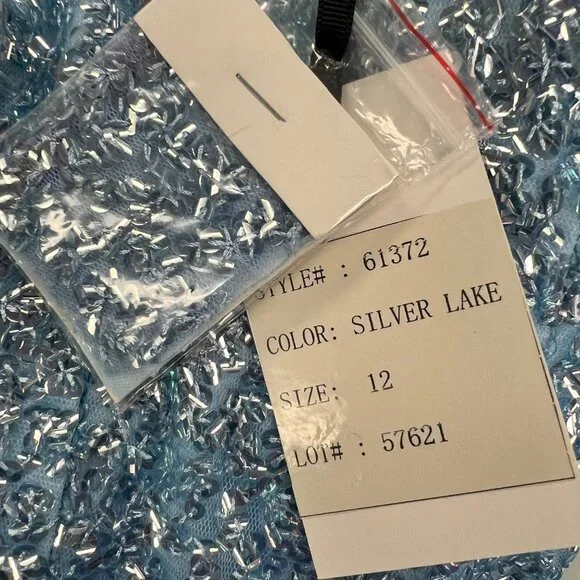 STYLE# : 61372
COLOR: SILVER LAKE
SIZE: 12
LOT# : 57621